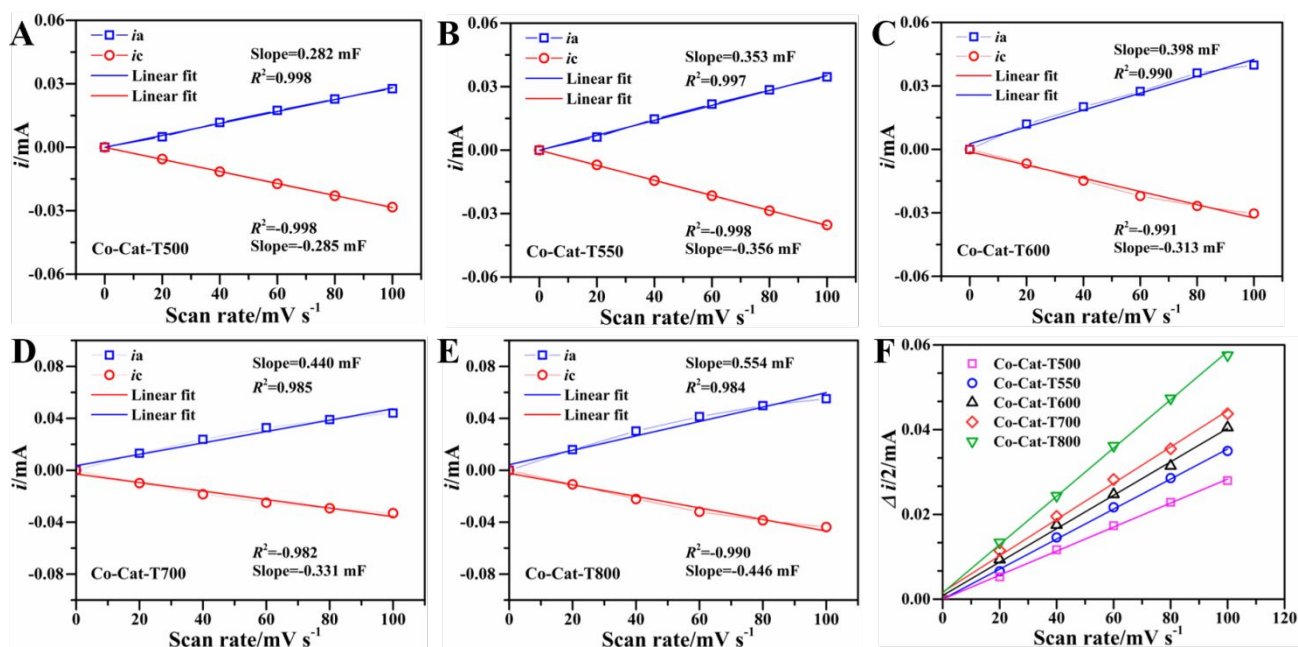 A
ia
ic
Linear fit
Linear fit
Slope=0.282 mF
R²=0.998
R²=-0.998
Slope=-0.285 mF
Co-Cat-T500
0.06
0.03
0.00
-0.03
-0.06
i/mA
0 20 40 60 80 100
Scan rate/mV s⁻¹
B
ia
ic
Linear fit
Linear fit
Slope=0.353 mF
R²=0.997
R²=-0.998
Slope=-0.356 mF
Co-Cat-T550
0.06
0.03
0.00
-0.03
-0.06
i/mA
0 20 40 60 80 100
Scan rate/mV s⁻¹
C
ia
ic
Linear fit
Linear fit
Slope=0.398 mF
R²=0.990
R²=-0.991
Slope=-0.313 mF
Co-Cat-T600
0.06
0.03
0.00
-0.03
-0.06
i/mA
0 20 40 60 80 100
Scan rate/mV s⁻¹
D
ia
ic
Linear fit
Linear fit
Slope=0.440 mF
R²=0.985
R²=-0.982
Slope=-0.331 mF
Co-Cat-T700
0.08
0.04
0.00
-0.04
-0.08
i/mA
0 20 40 60 80 100
Scan rate/mV s⁻¹
E
ia
ic
Linear fit
Linear fit
Slope=0.554 mF
R²=0.984
R²=-0.990
Slope=-0.446 mF
Co-Cat-T800
0.08
0.04
0.00
-0.04
-0.08
i/mA
0 20 40 60 80 100
Scan rate/mV s⁻¹
F
Co-Cat-T500
Co-Cat-T550
Co-Cat-T600
Co-Cat-T700
Co-Cat-T800
0.06
0.04
0.02
0.00
Δ i/2/mA
0 20 40 60 80 100 120
Scan rate/mV s⁻¹